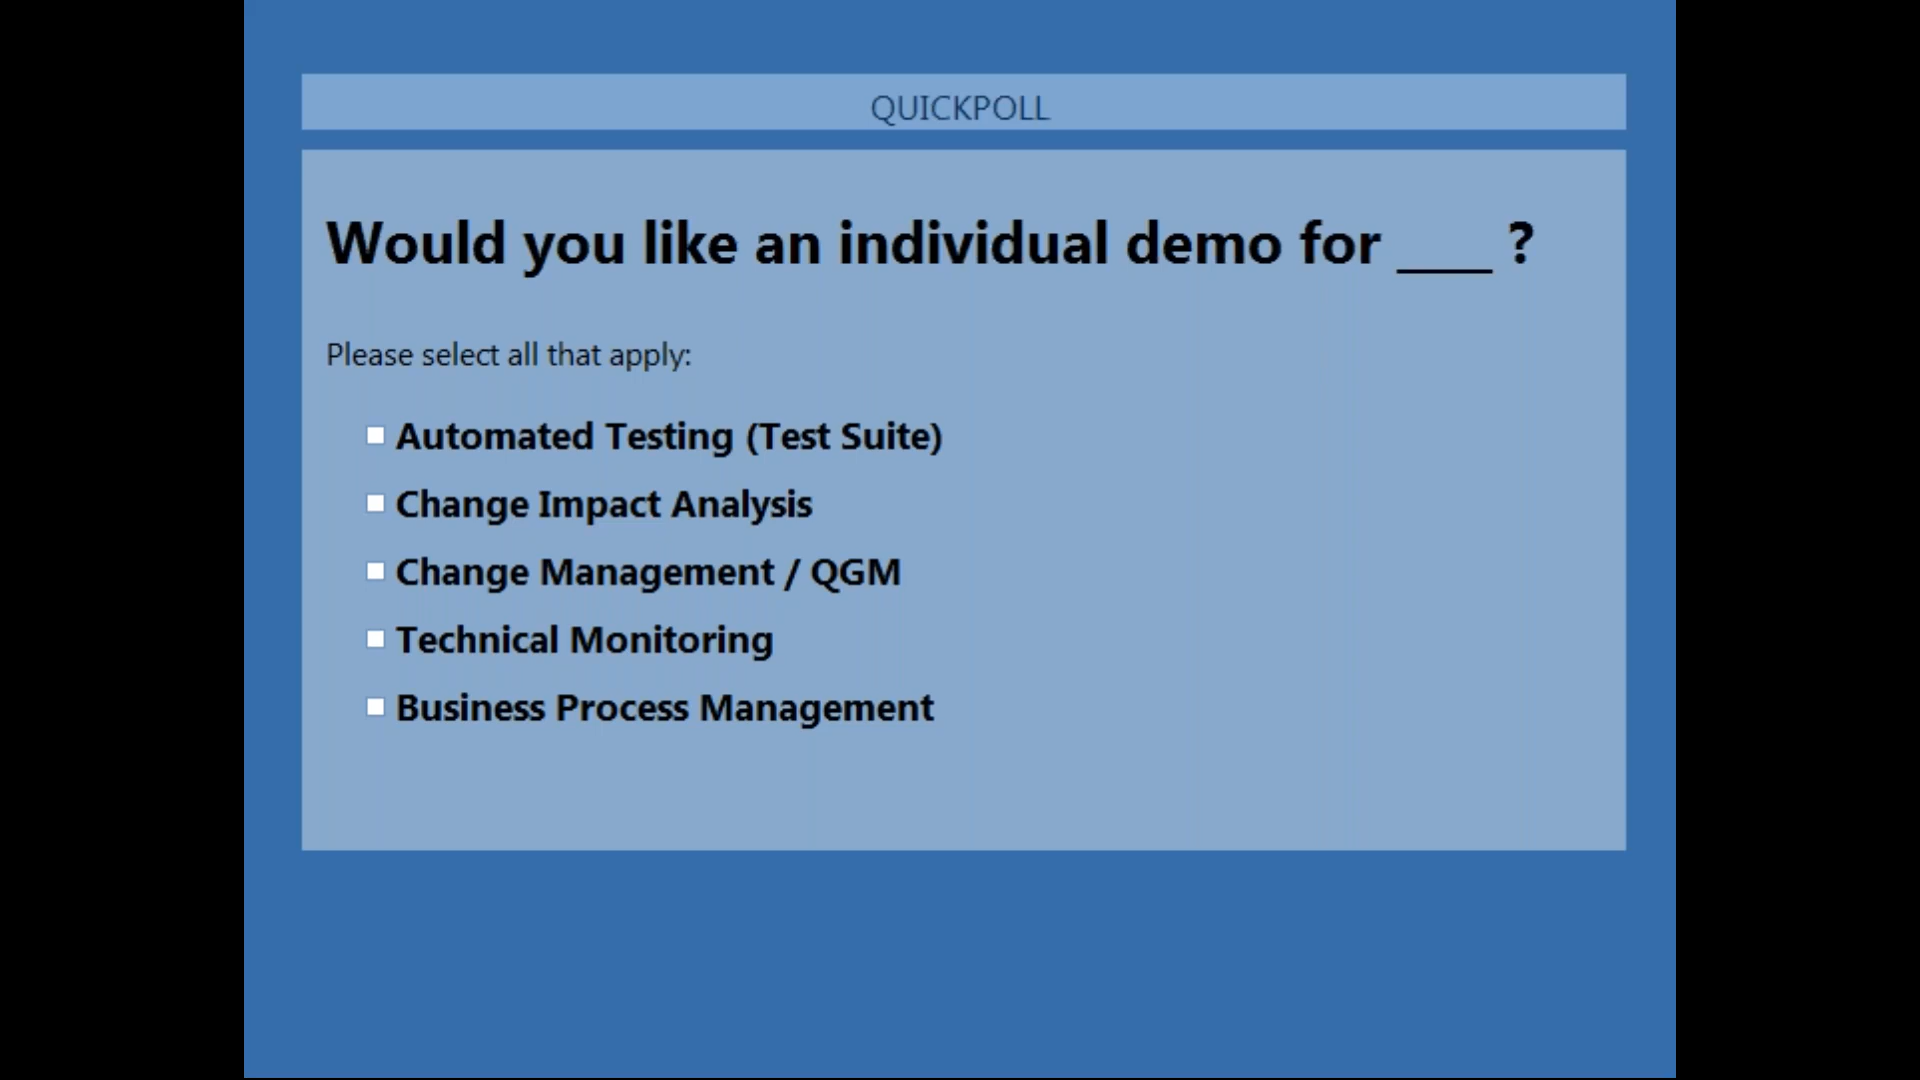 QUICKPOLL
Would you like an individual demo for ____ ?
Please select all that apply:
Automated Testing (Test Suite)
Change Impact Analysis
Change Management / QGM
Technical Monitoring
Business Process Management